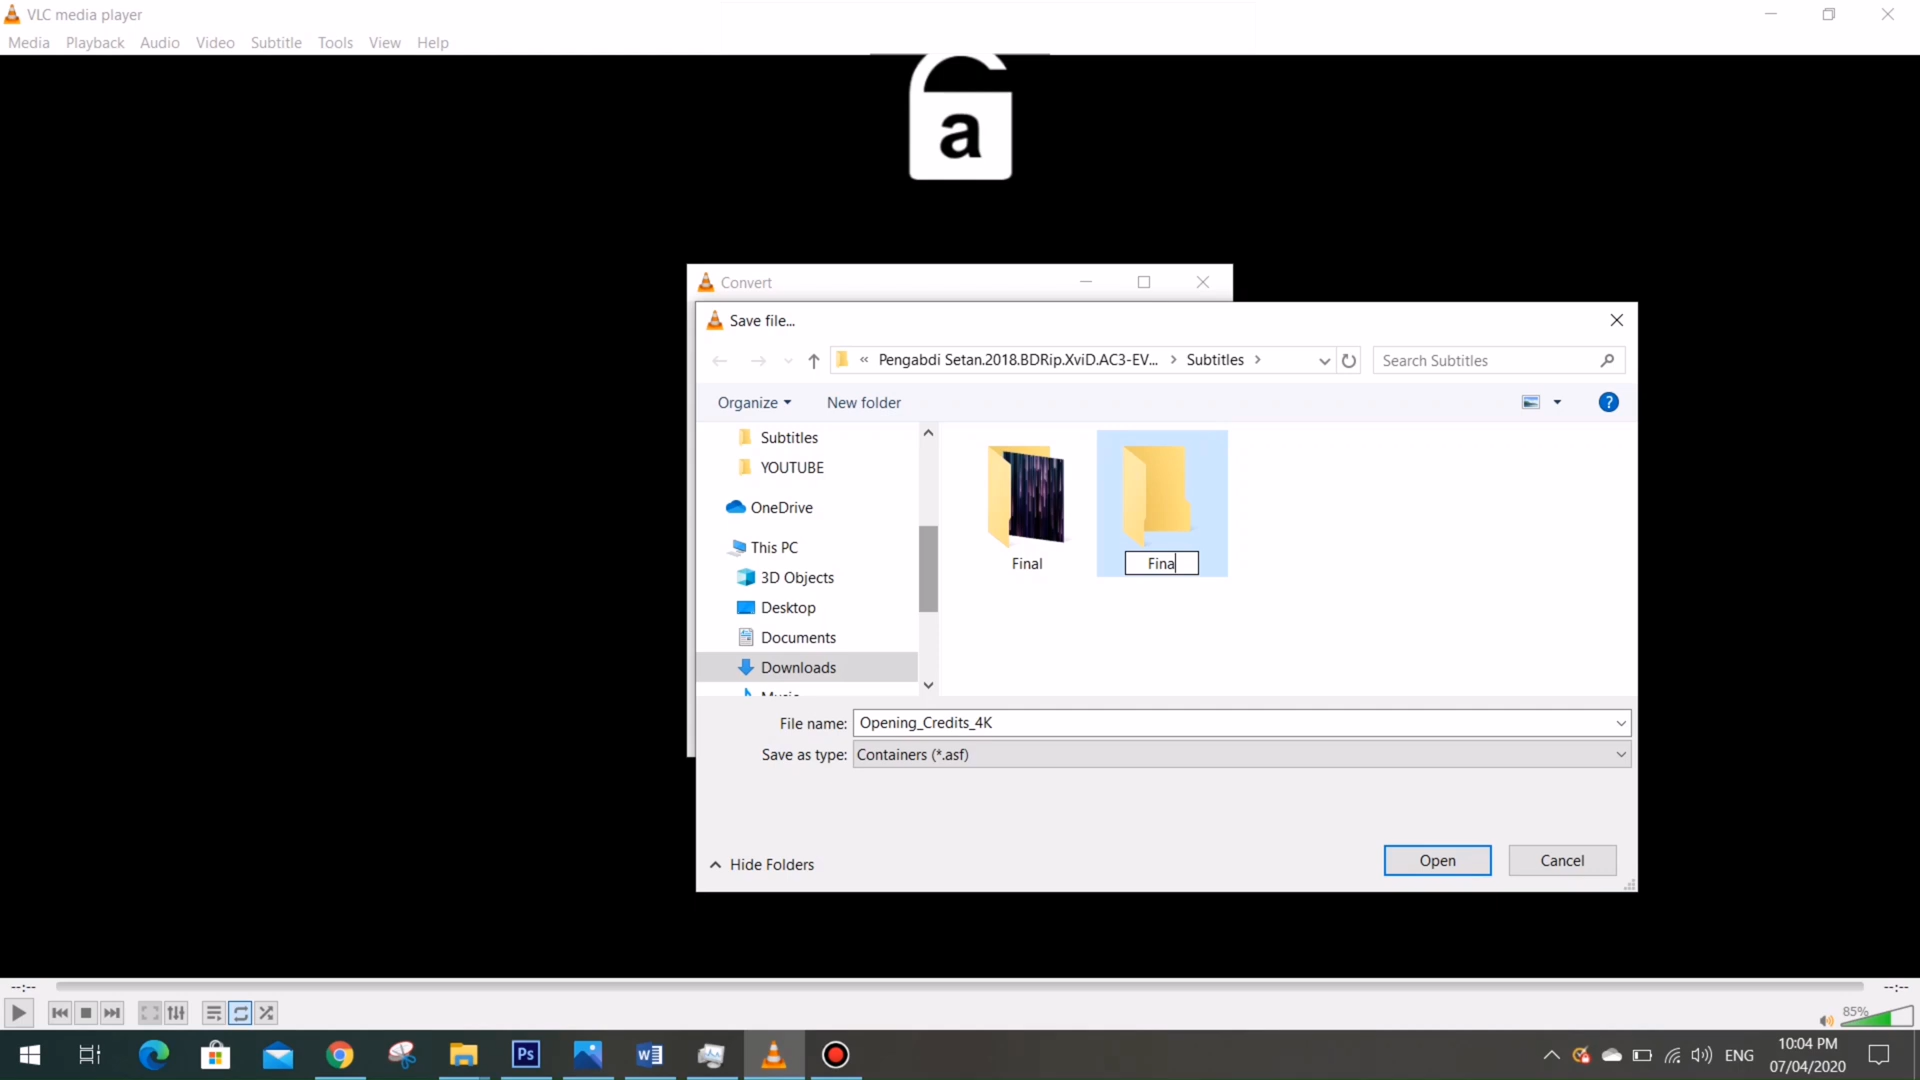 VLC media player
Media Playback Audio Video Subtitle Tools View Help
a
Convert
Save file...
« Pengabdi Setan.2018.BDRip.XviD.AC3-EV... > Subtitles >
Search Subtitles
Organize
New folder
?
Subtitles
YOUTUBE
OneDrive
This PC
3D Objects
Desktop
Documents
Downloads
Music
Final
Fina
File name: Opening_Credits_4K
Save as type: Containers (*.asf)
Hide Folders
Open
Cancel
--:--
--:--
85%
Ps
ENG
10:04 PM
07/04/2020